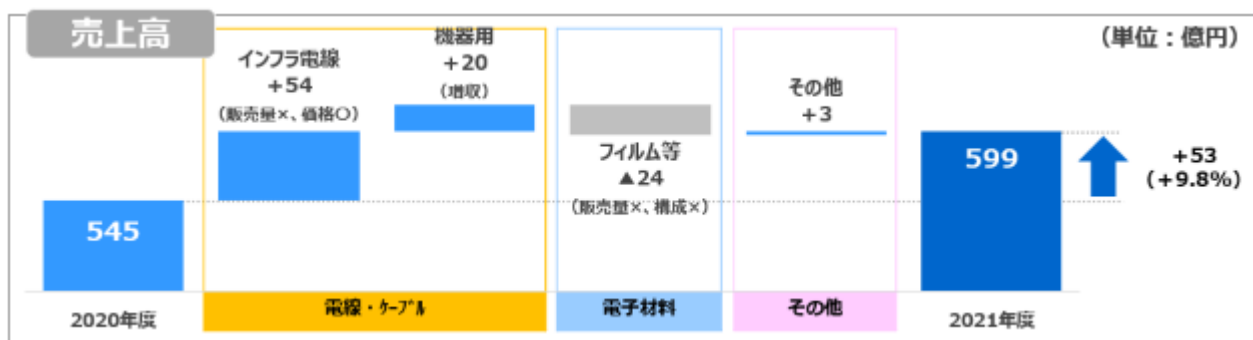 売上高
(単位：億円)
インフラ電線
+54
(販売量×、価格〇)
機器用
+20
(増収)
フィルム等
▲24
(販売量×、構成×)
その他
+3
545
599
+53
(+9.8%)
2020年度
電線・ｹｰﾌﾞﾙ
電子材料
その他
2021年度